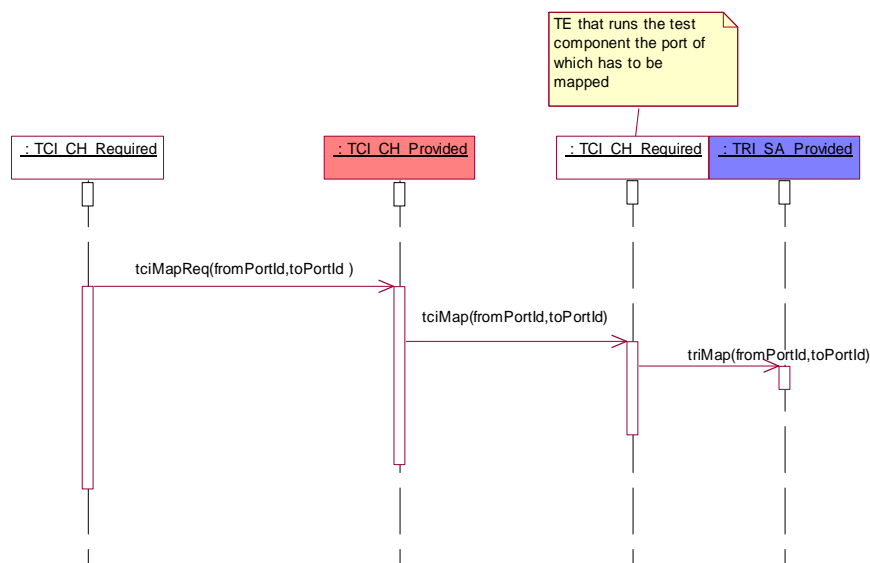 TE that runs the test
component the port of
which has to be
mapped
: TCI_CH_Required
: TCI_CH_Provided
: TCI_CH_Required
: TRI_SA_Provided
tciMapReq(fromPortId,toPortId )
tciMap(fromPortId,toPortId)
triMap(fromPortId,toPortId)